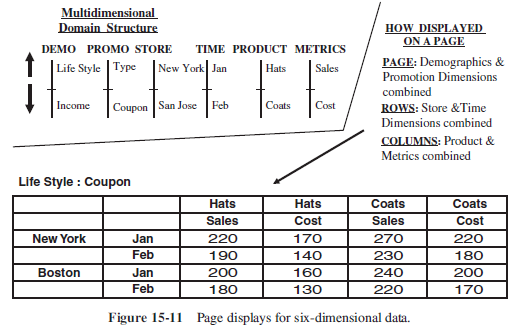 Multidimensional
Domain Structure
DEMO PROMO STORE TIME PRODUCT METRICS
Life Style Type New York Jan Hats Sales
Income Coupon San Jose Feb Coats Cost
HOW DISPLAYED
ON A PAGE
PAGE: Demographics &
Promotion Dimensions
combined
ROWS: Store &Time
Dimensions combined
COLUMNS: Product &
Metrics combined
Life Style : Coupon
Hats Hats Coats Coats
Sales Cost Sales Cost
New York Jan 220 170 270 220
Feb 190 140 230 180
Boston Jan 200 160 240 200
Feb 180 130 220 170
Figure 15-11 Page displays for six-dimensional data.